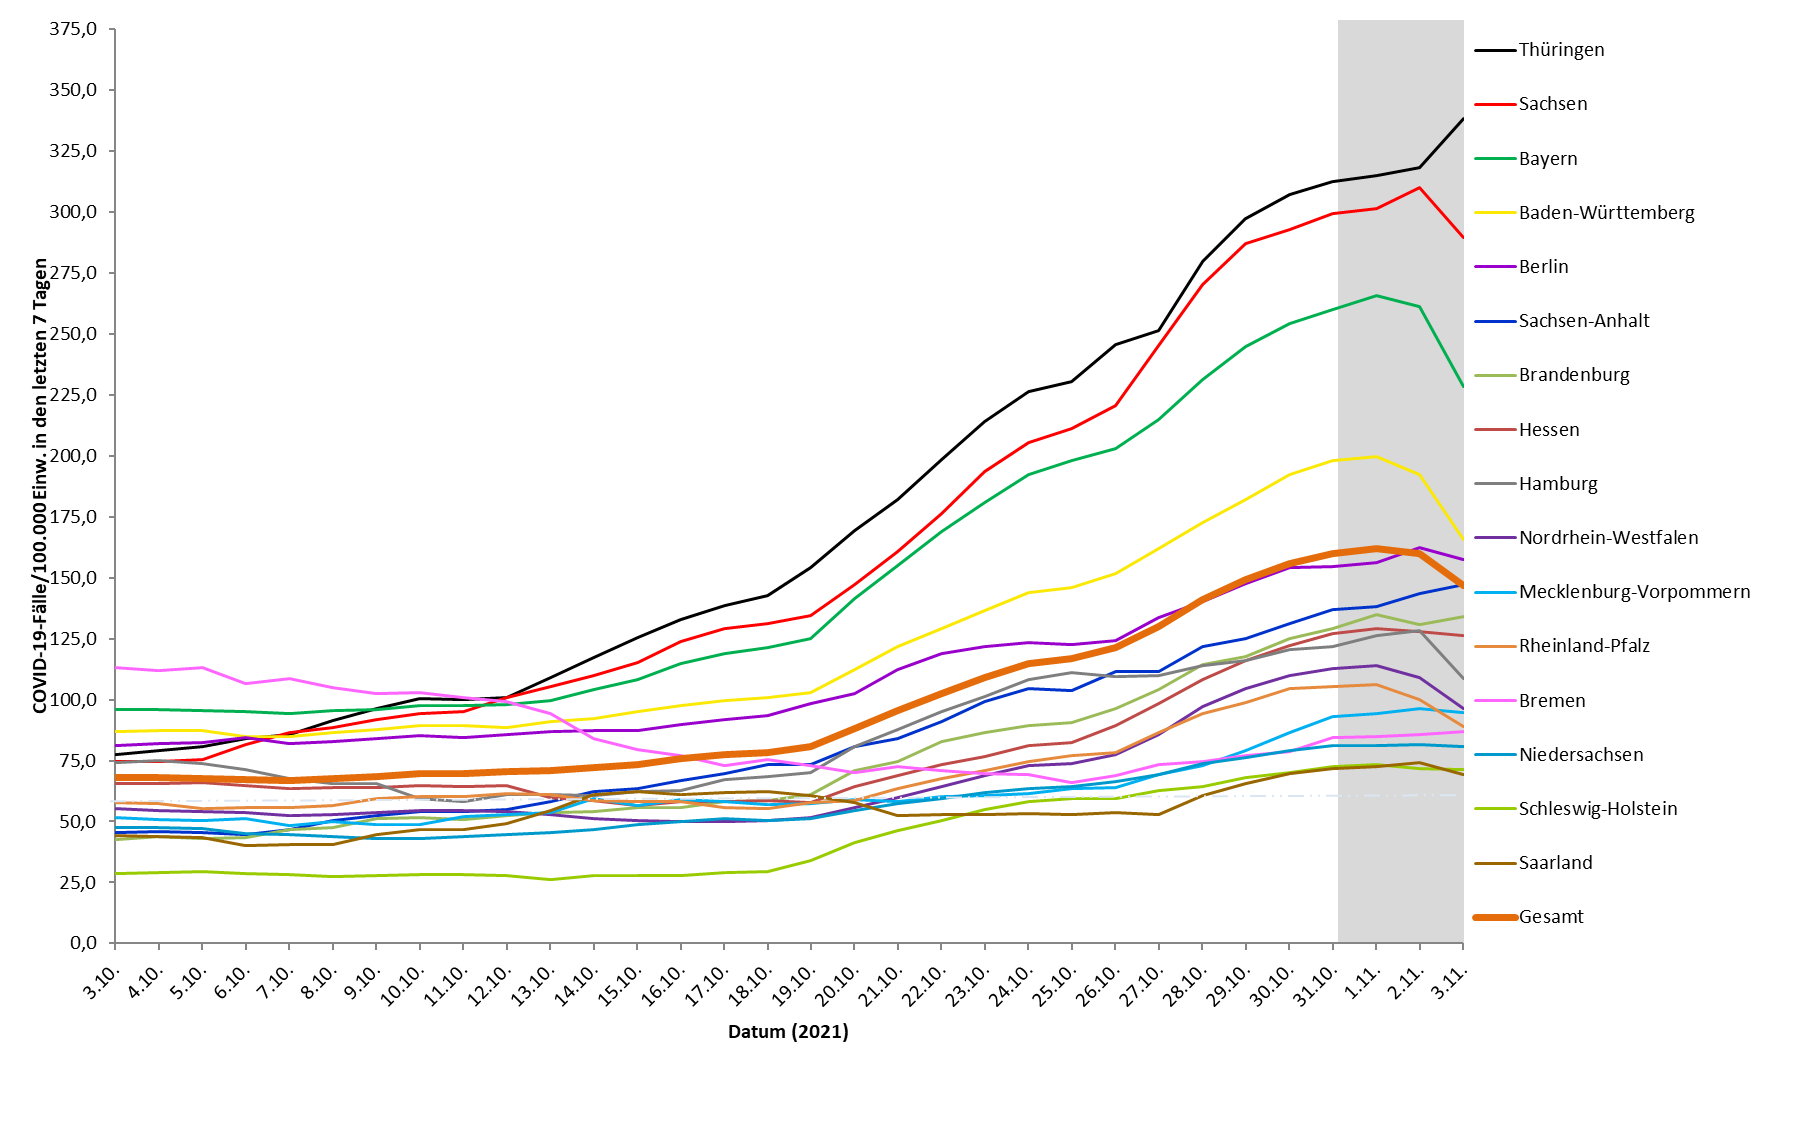 COVID-19-Fälle/100.000 Einw. in den letzten 7 Tagen
375,0
350,0
325,0
300,0
275,0
250,0
225,0
200,0
175,0
150,0
125,0
100,0
75,0
50,0
25,0
0,0
3.10.
4.10.
5.10.
6.10.
7.10.
8.10.
9.10.
10.10.
11.10.
12.10.
13.10.
14.10.
15.10.
16.10.
17.10.
18.10.
19.10.
20.10.
21.10.
22.10.
23.10.
24.10.
25.10.
26.10.
27.10.
28.10.
29.10.
30.10.
31.10.
1.11.
2.11.
3.11.
Datum (2021)
Thüringen
Sachsen
Bayern
Baden-Württemberg
Berlin
Sachsen-Anhalt
Brandenburg
Hessen
Hamburg
Nordrhein-Westfalen
Mecklenburg-Vorpommern
Rheinland-Pfalz
Bremen
Niedersachsen
Schleswig-Holstein
Saarland
Gesamt